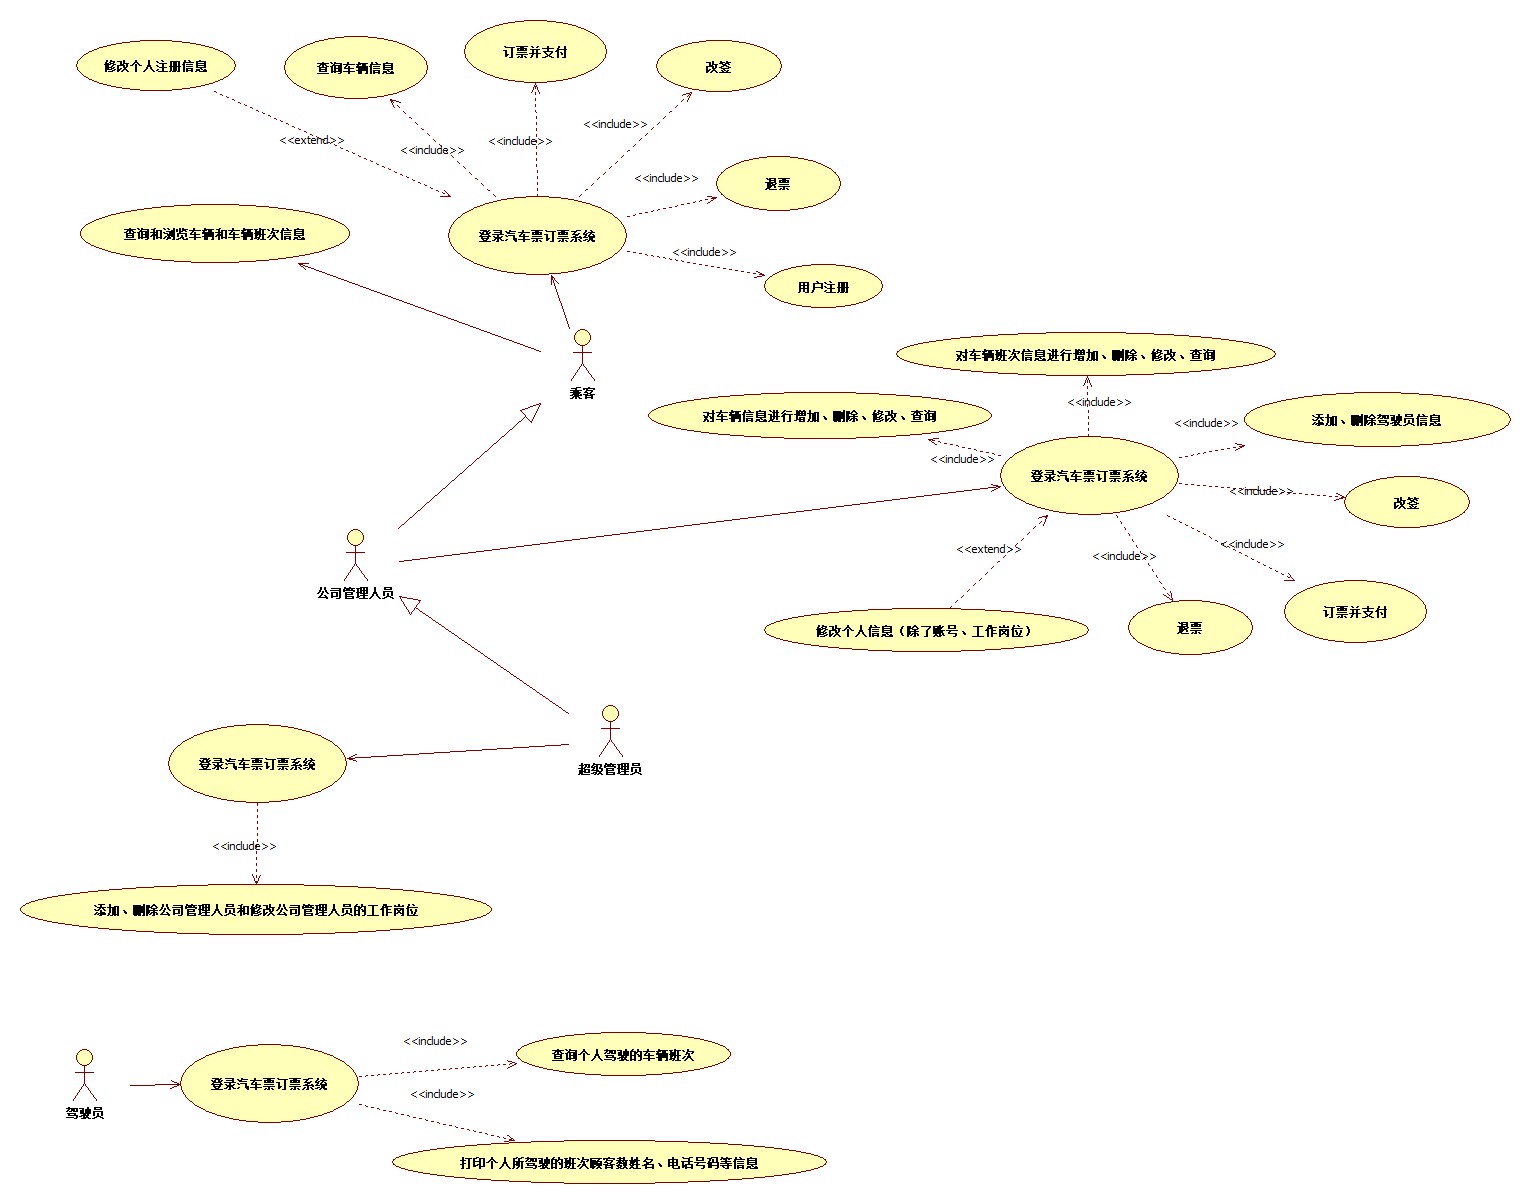 修改个人注册信息
查询车辆信息
订票并支付
改签
<<extend>>
<<include>>
<<include>>
<<include>>
<<include>>
退票
查询和浏览车辆和车辆班次信息
登录汽车票订票系统
<<include>>
用户注册
乘客
对车辆班次信息进行增加、删除、修改、查询
<<include>>
对车辆信息进行增加、删除、修改、查询
<<include>>
添加、删除驾驶员信息
<<include>>
登录汽车票订票系统
<<include>>
改签
<<extend>>
<<include>>
<<include>>
公司管理人员
修改个人信息（除了账号、工作岗位）
退票
订票并支付
登录汽车票订票系统
超级管理员
<<include>>
添加、删除公司管理人员和修改公司管理人员的工作岗位
<<include>>
查询个人驾驶的车辆班次
登录汽车票订票系统
<<include>>
驾驶员
打印个人所驾驶的班次顾客数姓名、电话号码等信息